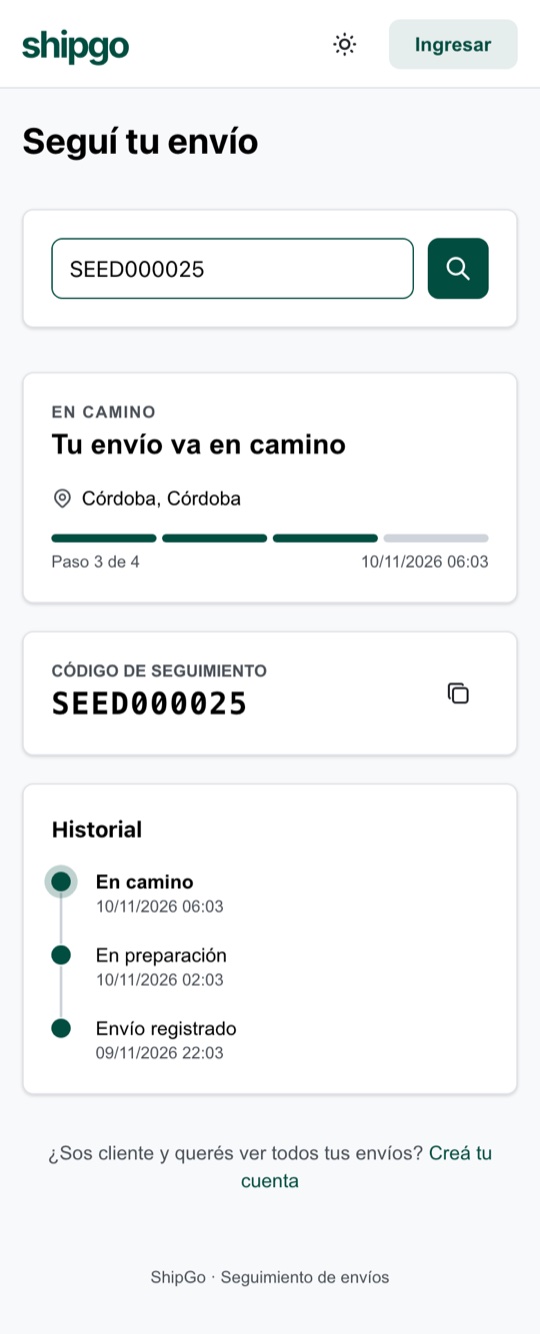 shipgo
Ingresar
Seguí tu envío
SEED000025
EN CAMINO
Tu envío va en camino
Córdoba, Córdoba
Paso 3 de 4
10/11/2026 06:03
CÓDIGO DE SEGUIMIENTO
SEED000025
Historial
En camino
10/11/2026 06:03
En preparación
10/11/2026 02:03
Envío registrado
09/11/2026 22:03
¿Sos cliente y querés ver todos tus envíos? Creá tu
cuenta
ShipGo · Seguimiento de envíos